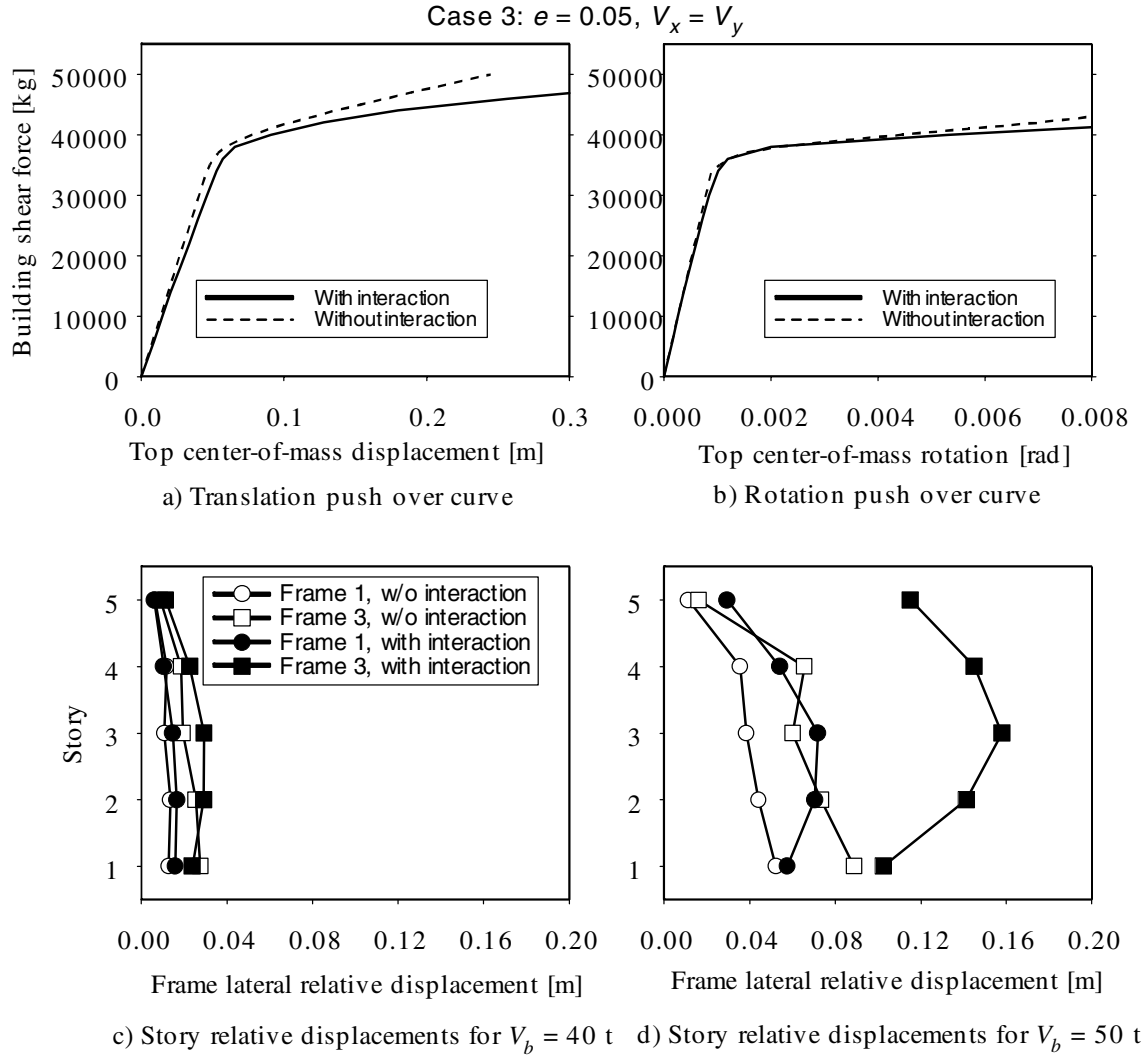 Case 3: e = 0.05, Vx = Vy
Building shear force [kg]
50000
40000
30000
20000
10000
0
With interaction
Without interaction
0.0 0.1 0.2 0.3
Top center-of-mass displacement [m]
a) Translation push over curve
50000
40000
30000
20000
10000
0
With interaction
Without interaction
0.000 0.002 0.004 0.006 0.008
Top center-of-mass rotation [rad]
b) Rotation push over curve
Story
5
4
3
2
1
Frame 1, w/o interaction
Frame 3, w/o interaction
Frame 1, with interaction
Frame 3, with interaction
0.00 0.04 0.08 0.12 0.16 0.20
Frame lateral relative displacement [m]
c) Story relative displacements for Vb = 40 t
5
4
3
2
1
0.00 0.04 0.08 0.12 0.16 0.20
Frame lateral relative displacement [m]
d) Story relative displacements for Vb = 50 t